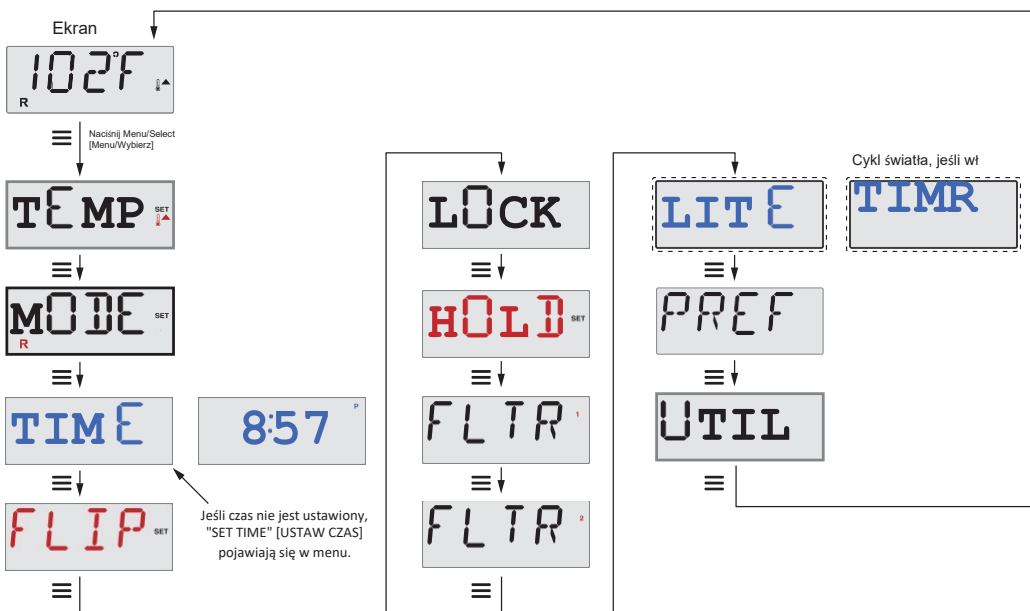 Ekran
102°F
R
Naciśnij Menu/Select
[Menu/Wybierz]
TEMP SET
MODE SET
R
TIME
8:57 P
Jeśli czas nie jest ustawiony,
"SET TIME" [USTAW CZAS]
pojawiają się w menu.
FLIP SET
LOCK
HOLD SET
FLTR 1
FLTR 2
LITE
Cykl światła, jeśli wł
TIMR
PREF
UTIL